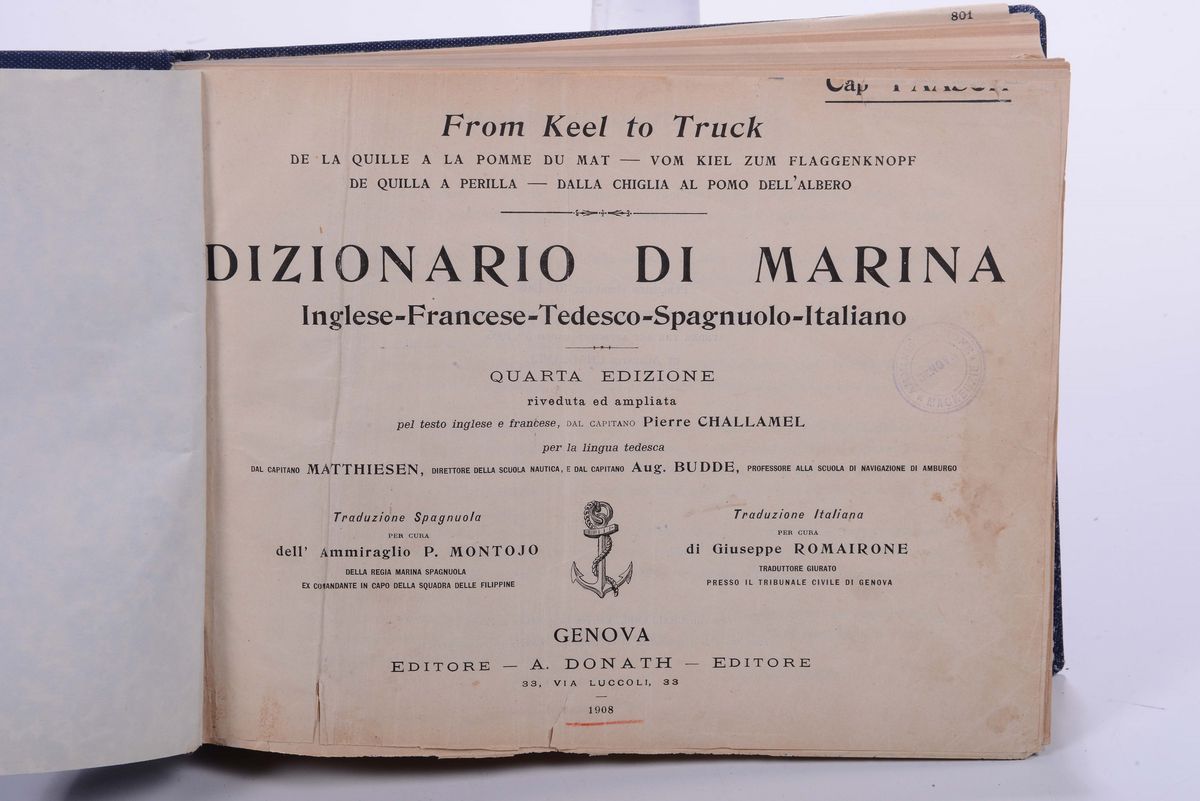 801
Cap PAASCH
From Keel to Truck
DE LA QUILLE A LA POMME DU MAT — VOM KIEL ZUM FLAGGENKNOPF
DE QUILLA A PERILLA — DALLA CHIGLIA AL POMO DELL'ALBERO
DIZIONARIO DI MARINA
Inglese-Francese-Tedesco-Spagnuolo-Italiano
QUARTA EDIZIONE
riveduta ed ampliata
pel testo inglese e francese, DAL CAPITANO Pierre CHALLAMEL
per la lingua tedesca
DAL CAPITANO MATTHIESEN, DIRETTORE DELLA SCUOLA NAUTICA, E DAL CAPITANO Aug. BUDDE, PROFESSORE ALLA SCUOLA DI NAVIGAZIONE DI AMBURGO
Traduzione Spagnuola
PER CURA
dell' Ammiraglio P. MONTOJO
DELLA REGIA MARINA SPAGNUOLA
EX COMANDANTE IN CAPO DELLA SQUADRA DELLE FILIPPINE
Traduzione Italiana
PER CURA
di Giuseppe ROMAIRONE
TRADUTTORE GIURATO
PRESSO IL TRIBUNALE CIVILE DI GENOVA
GENOVA
EDITORE — A. DONATH — EDITORE
33, VIA LUCCOLI, 33
1908